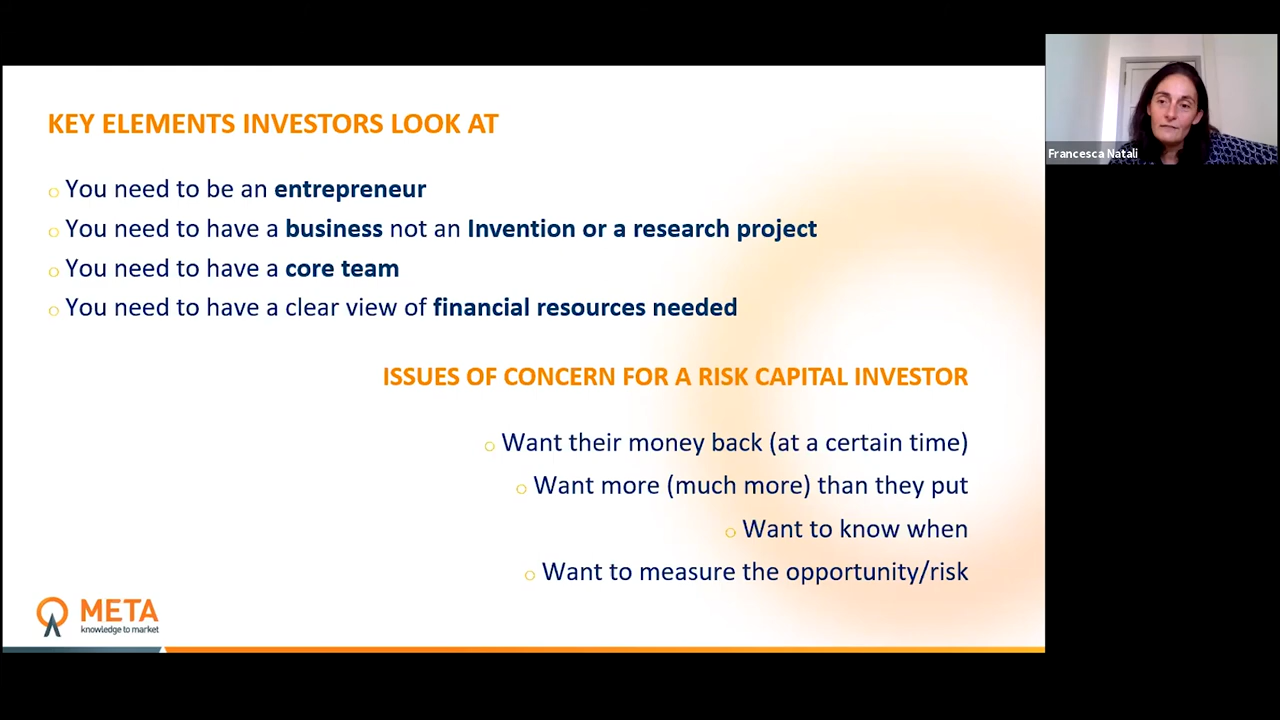 KEY ELEMENTS INVESTORS LOOK AT
You need to be an entrepreneur
You need to have a business not an Invention or a research project
You need to have a core team
You need to have a clear view of financial resources needed
ISSUES OF CONCERN FOR A RISK CAPITAL INVESTOR
Want their money back (at a certain time)
Want more (much more) than they put
Want to know when
Want to measure the opportunity/risk
META
knowledge to market
Francesca Natali